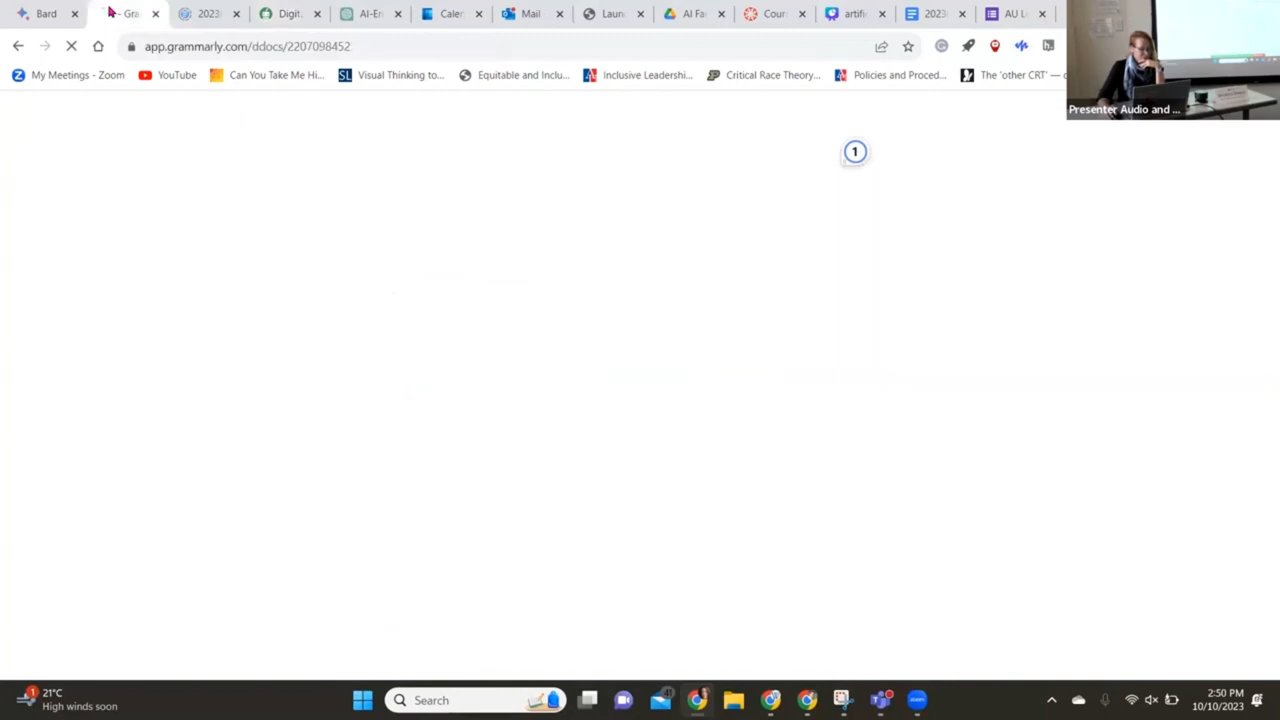 Bard
- Gra
2023
Digit
AI-En
Calen
Mail
Laun
AI Fa
Cour
artifi
2023
AU L
app.grammarly.com/ddocs/2207098452
My Meetings - Zoom
YouTube
Can You Take Me Hi...
Visual Thinking to...
Equitable and Inclu...
Inclusive Leadershi...
Critical Race Theory...
Policies and Proced...
The 'other CRT' — c
Presenter Audio and ...
1
1
21°C
High winds soon
Search
2:50 PM
10/10/2023